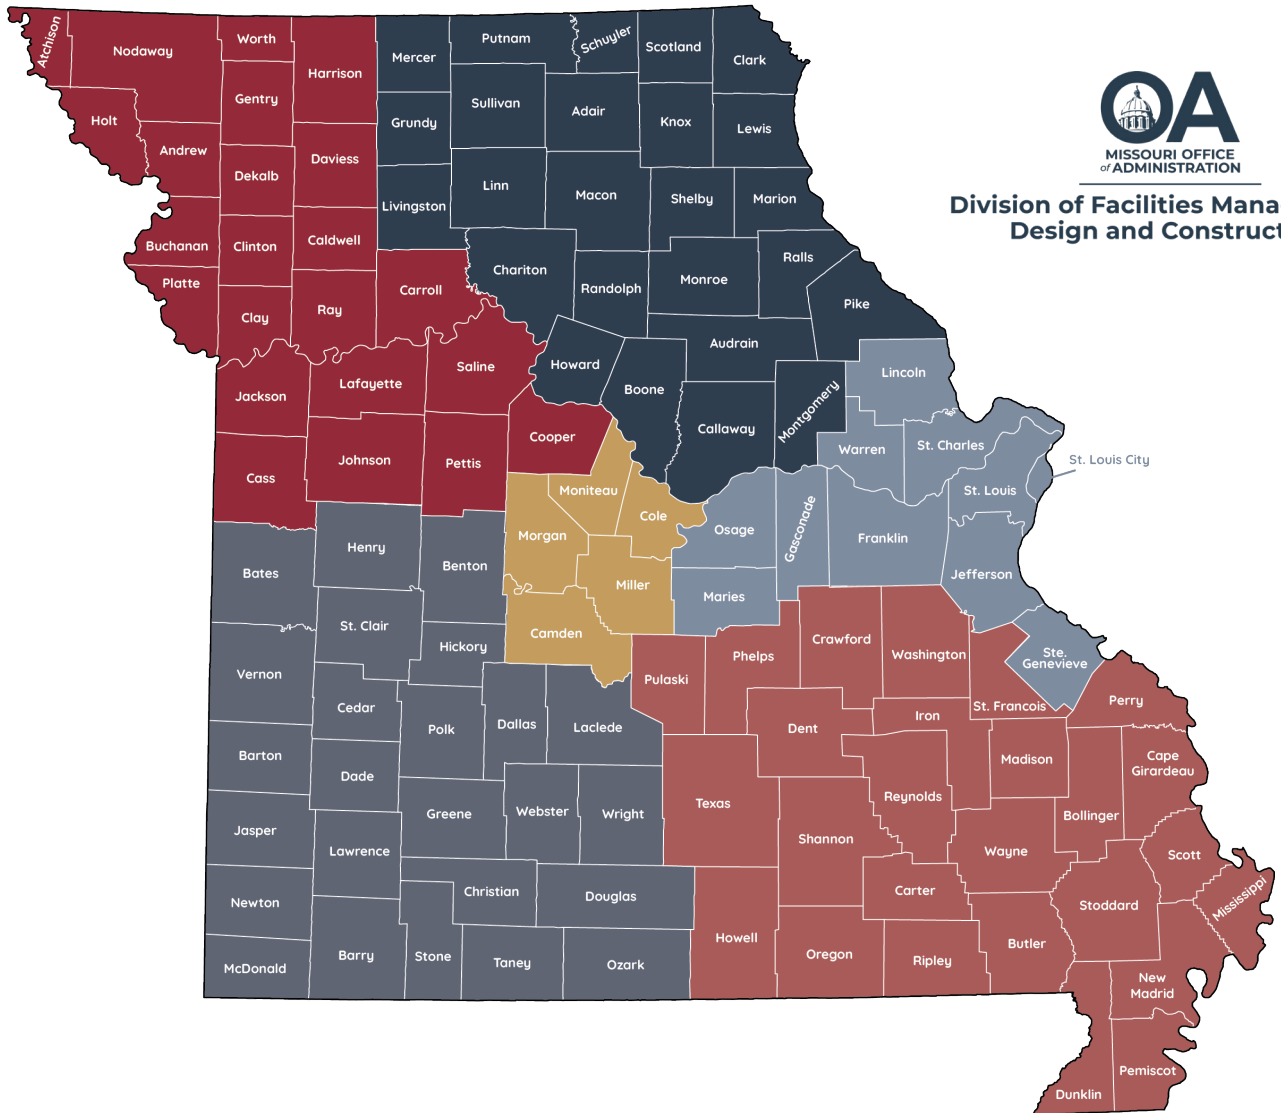 Atchison
Nodaway
Worth
Harrison
Mercer
Putnam
Schuyler
Scotland
Clark
Holt
Gentry
Grundy
Sullivan
Adair
Knox
Lewis
Andrew
Dekalb
Daviess
Livingston
Linn
Macon
Shelby
Marion
Buchanan
Clinton
Caldwell
Chariton
Randolph
Monroe
Ralls
Platte
Clay
Ray
Carroll
Pike
Audrain
Jackson
Lafayette
Saline
Howard
Boone
Callaway
Montgomery
Lincoln
Cass
Johnson
Pettis
Cooper
Warren
St. Charles
St. Louis City
St. Louis
Moniteau
Cole
Morgan
Miller
Camden
Osage
Gasconade
Franklin
Jefferson
Maries
Bates
Henry
Benton
St. Clair
Hickory
Vernon
Cedar
Polk
Dallas
Laclede
Pulaski
Phelps
Crawford
Washington
Ste.
Genevieve
St. Francois
Perry
Barton
Dade
Dent
Iron
Madison
Cape
Girardeau
Jasper
Greene
Webster
Wright
Texas
Shannon
Reynolds
Bollinger
Lawrence
Wayne
Scott
Newton
Christian
Douglas
Carter
Stoddard
Mississippi
McDonald
Barry
Stone
Taney
Ozark
Howell
Oregon
Ripley
Butler
New
Madrid
Pemiscot
Dunklin
OA
MISSOURI OFFICE
of ADMINISTRATION
Division of Facilities Mana
Design and Construct